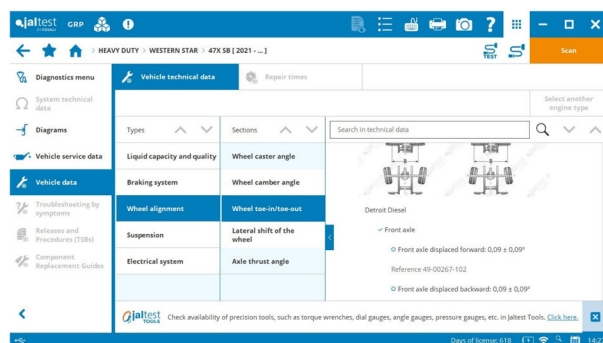 jaltest GRP
HEAVY DUTY > WESTERN STAR > 47X SB [ 2021 - ... ]
TEST
Scan
Diagnostics menu
System technical data
Diagrams
Vehicle service data
Vehicle data
Troubleshooting by symptoms
Releases and Procedures (TSBs)
Component Replacement Guides
Vehicle technical data
Repair times
Select another engine type
Types
Sections
Search in technical data
Liquid capacity and quality
Wheel caster angle
Braking system
Wheel camber angle
Wheel alignment
Wheel toe-in/toe-out
Suspension
Lateral shift of the wheel
Electrical system
Axle thrust angle
Detroit Diesel
Front axle
Front axle displaced forward: 0,09 ± 0,09°
Reference 49-00267-102
Front axle displaced backward: 0,09 ± 0,09°
jaltest TOOLS
Check availability of precision tools, such as torque wrenches, dial gauges, angle gauges, pressure gauges, etc. in Jaltest Tools. Click here.
Days of license: 618